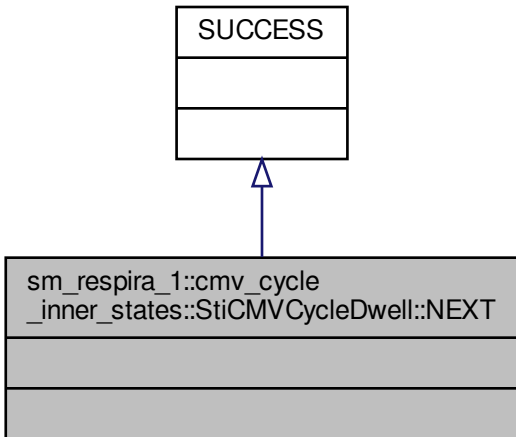 SUCCESS
sm_respira_1::cmv_cycle
_inner_states::StiCMVCycleDwell::NEXT